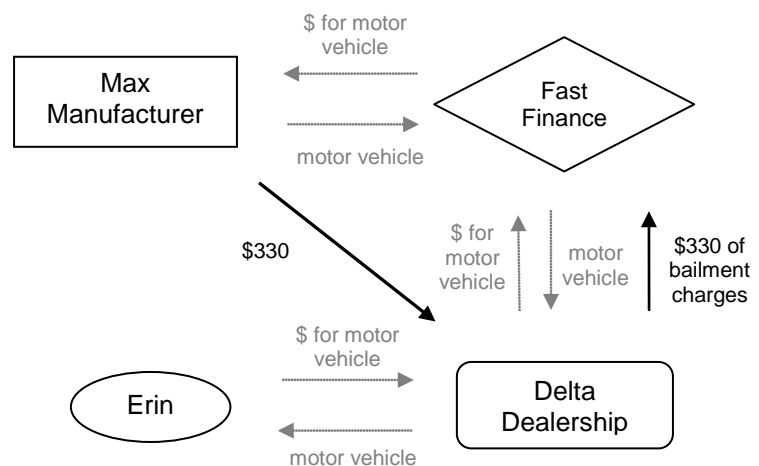 $ for motor
vehicle
Max
Manufacturer
Fast
Finance
motor vehicle
$330
$ for
motor
vehicle
motor
vehicle
$330 of
bailment
charges
$ for motor
vehicle
Erin
Delta
Dealership
motor vehicle